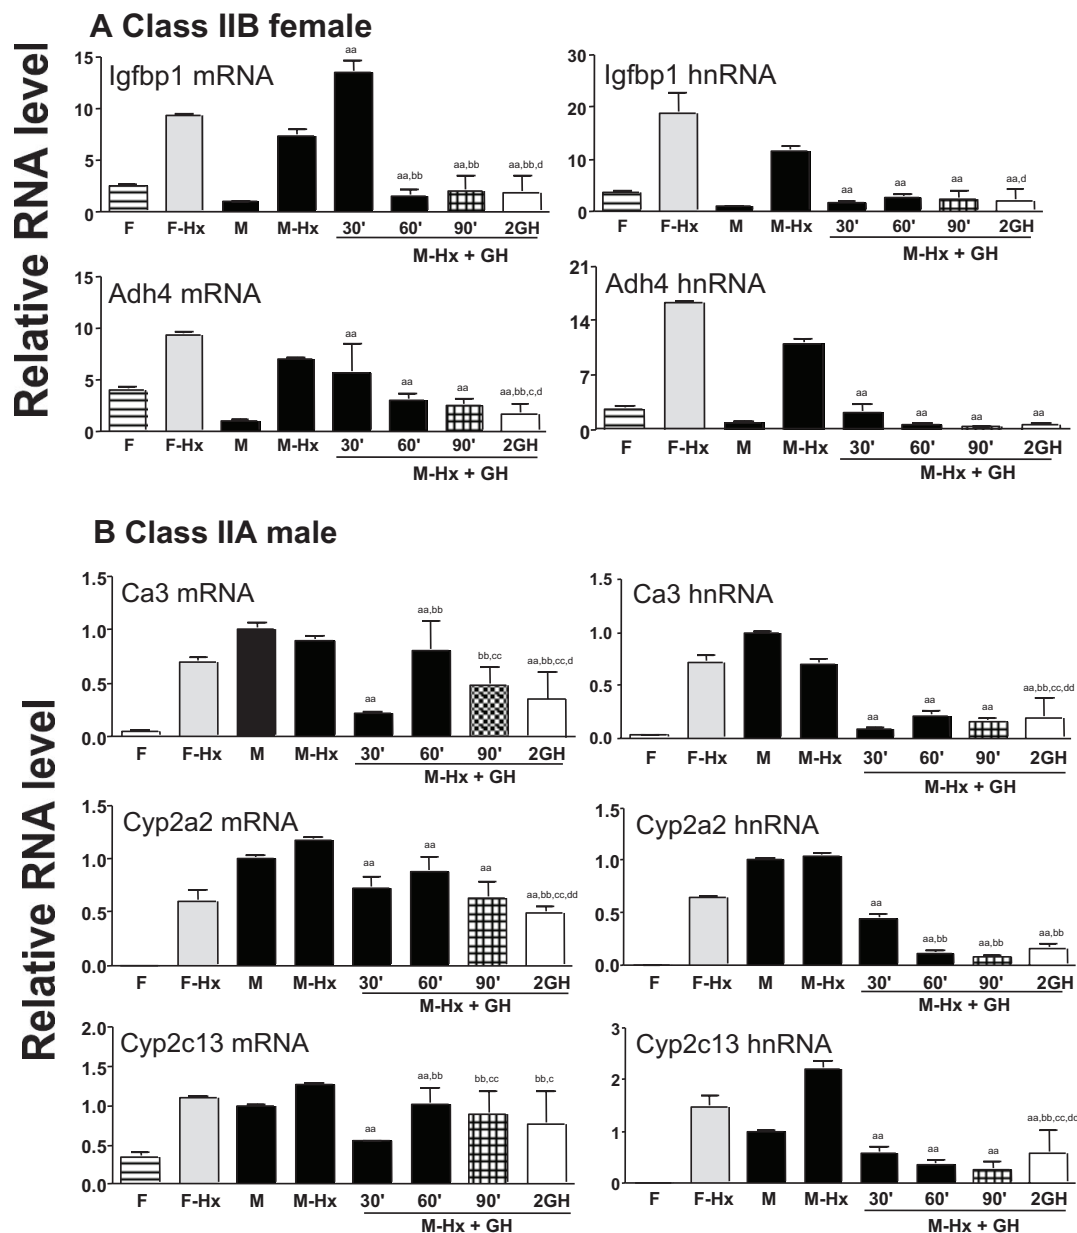 A Class IIB female
Relative RNA level
Igfbp1 mRNA
15
10
5
0
aa
aa,bb
aa,bb
aa,bb,d
F F-Hx M M-Hx 30' 60' 90' 2GH
M-Hx + GH
Igfbp1 hnRNA
30
20
10
0
aa
aa
aa
aa,d
F F-Hx M M-Hx 30' 60' 90' 2GH
M-Hx + GH
Adh4 mRNA
15
10
5
0
aa
aa
aa
aa,bb,c,d
F F-Hx M M-Hx 30' 60' 90' 2GH
M-Hx + GH
Adh4 hnRNA
21
14
7
0
aa
aa
aa
aa
F F-Hx M M-Hx 30' 60' 90' 2GH
M-Hx + GH
B Class IIA male
Relative RNA level
Ca3 mRNA
1.5
1.0
0.5
0.0
aa
aa,bb
bb,cc
aa,bb,cc,d
F F-Hx M M-Hx 30' 60' 90' 2GH
M-Hx + GH
Ca3 hnRNA
1.5
1.0
0.5
0.0
aa
aa
aa
aa,bb,cc,dd
F F-Hx M M-Hx 30' 60' 90' 2GH
M-Hx + GH
Cyp2a2 mRNA
1.5
1.0
0.5
0.0
aa
aa
aa
aa,bb,cc,dd
F F-Hx M M-Hx 30' 60' 90' 2GH
M-Hx + GH
Cyp2a2 hnRNA
1.5
1.0
0.5
0.0
aa
aa,bb
aa,bb
aa,bb
F F-Hx M M-Hx 30' 60' 90' 2GH
M-Hx + GH
Cyp2c13 mRNA
2.0
1.5
1.0
0.5
0.0
aa
aa,bb
bb,cc
bb,c
F F-Hx M M-Hx 30' 60' 90' 2GH
M-Hx + GH
Cyp2c13 hnRNA
3
2
1
0
aa
aa
aa
aa,bb,cc,dd
F F-Hx M M-Hx 30' 60' 90' 2GH
M-Hx + GH